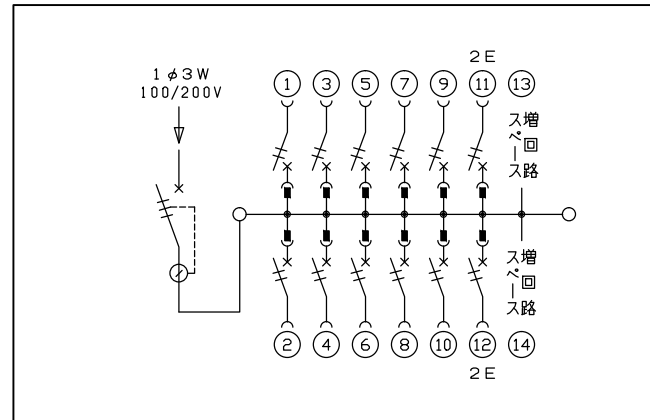 2E
1φ3W
100/200V
① ③ ⑤ ⑦ ⑨ ⑪ ⑬
増回路
スペース
増回路
スペース
② ④ ⑥ ⑧ ⑩ ⑫ ⑭
2E